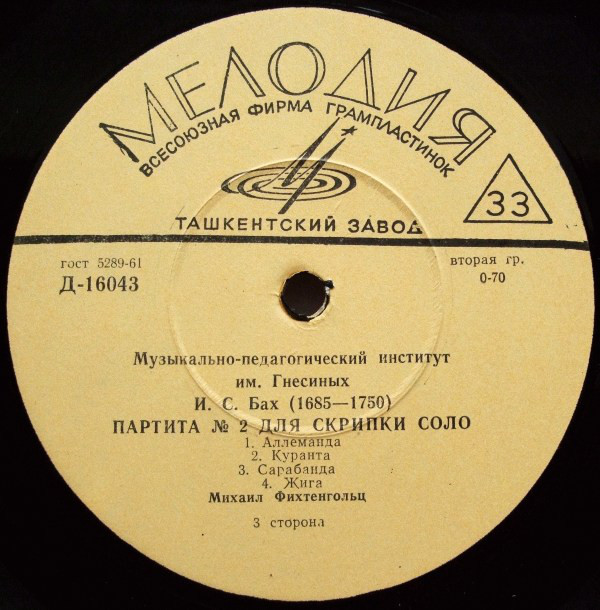 МЕЛОДИЯ
ВСЕСОЮЗНАЯ ФИРМА ГРАМПЛАСТИНОК
ТАШКЕНТСКИЙ ЗАВОД
33
гост 5289-61
Д-16043
вторая гр.
0-70
Музыкально-педагогический институт
им. Гнесиных
И. С. Бах (1685—1750)
ПАРТИТА № 2 ДЛЯ СКРИПКИ СОЛО
1. Аллеманда
2. Куранта
3. Сарабанда
4. Жига
Михаил Фихтенгольц
3 сторона